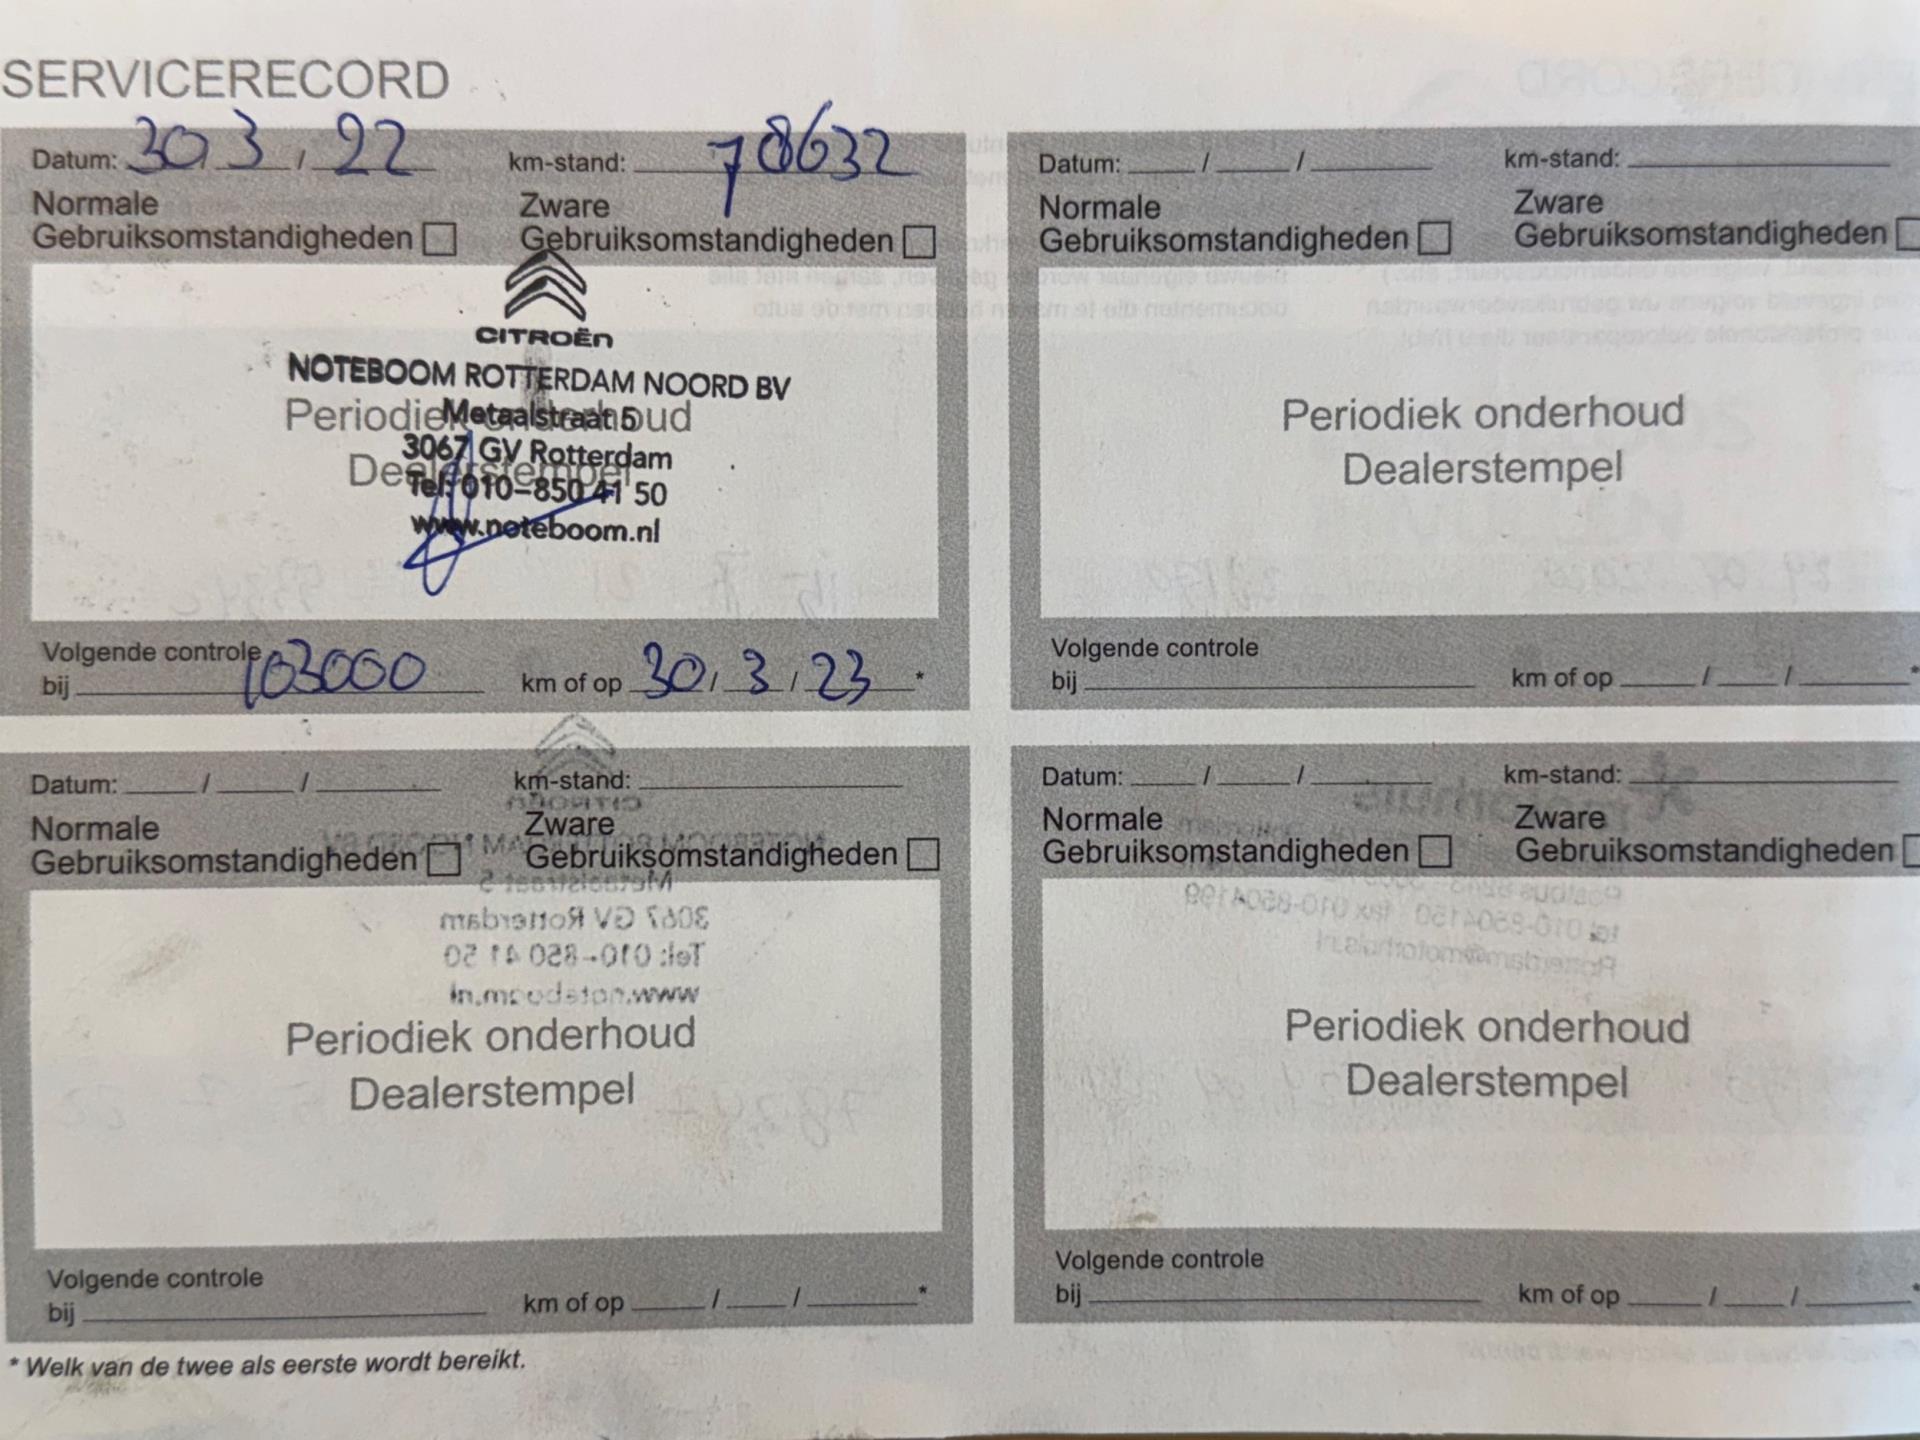 SERVICERECORD
Datum: 30 / 3 / 22 km-stand: 78632
Normale Zware
Gebruiksomstandigheden Gebruiksomstandigheden
CITROËN
NOTEBOOM ROTTERDAM NOORD BV
Periodiek onderhoud
Metaalstraat 5
3067 GV Rotterdam
Dealerstempel
Tel: 010-850 41 50
www.noteboom.nl
Volgende controle
bij 103000 km of op 30 / 3 / 23 *
Datum: / / km-stand:
Normale Zware
Gebruiksomstandigheden Gebruiksomstandigheden
Periodiek onderhoud
Dealerstempel
Volgende controle
bij km of op / / *
Datum: / / km-stand:
Normale Zware
Gebruiksomstandigheden Gebruiksomstandigheden
Periodiek onderhoud
Dealerstempel
Volgende controle
bij km of op / / *
Datum: / / km-stand:
Normale Zware
Gebruiksomstandigheden Gebruiksomstandigheden
Periodiek onderhoud
Dealerstempel
Volgende controle
bij km of op / / *
* Welk van de twee als eerste wordt bereikt.